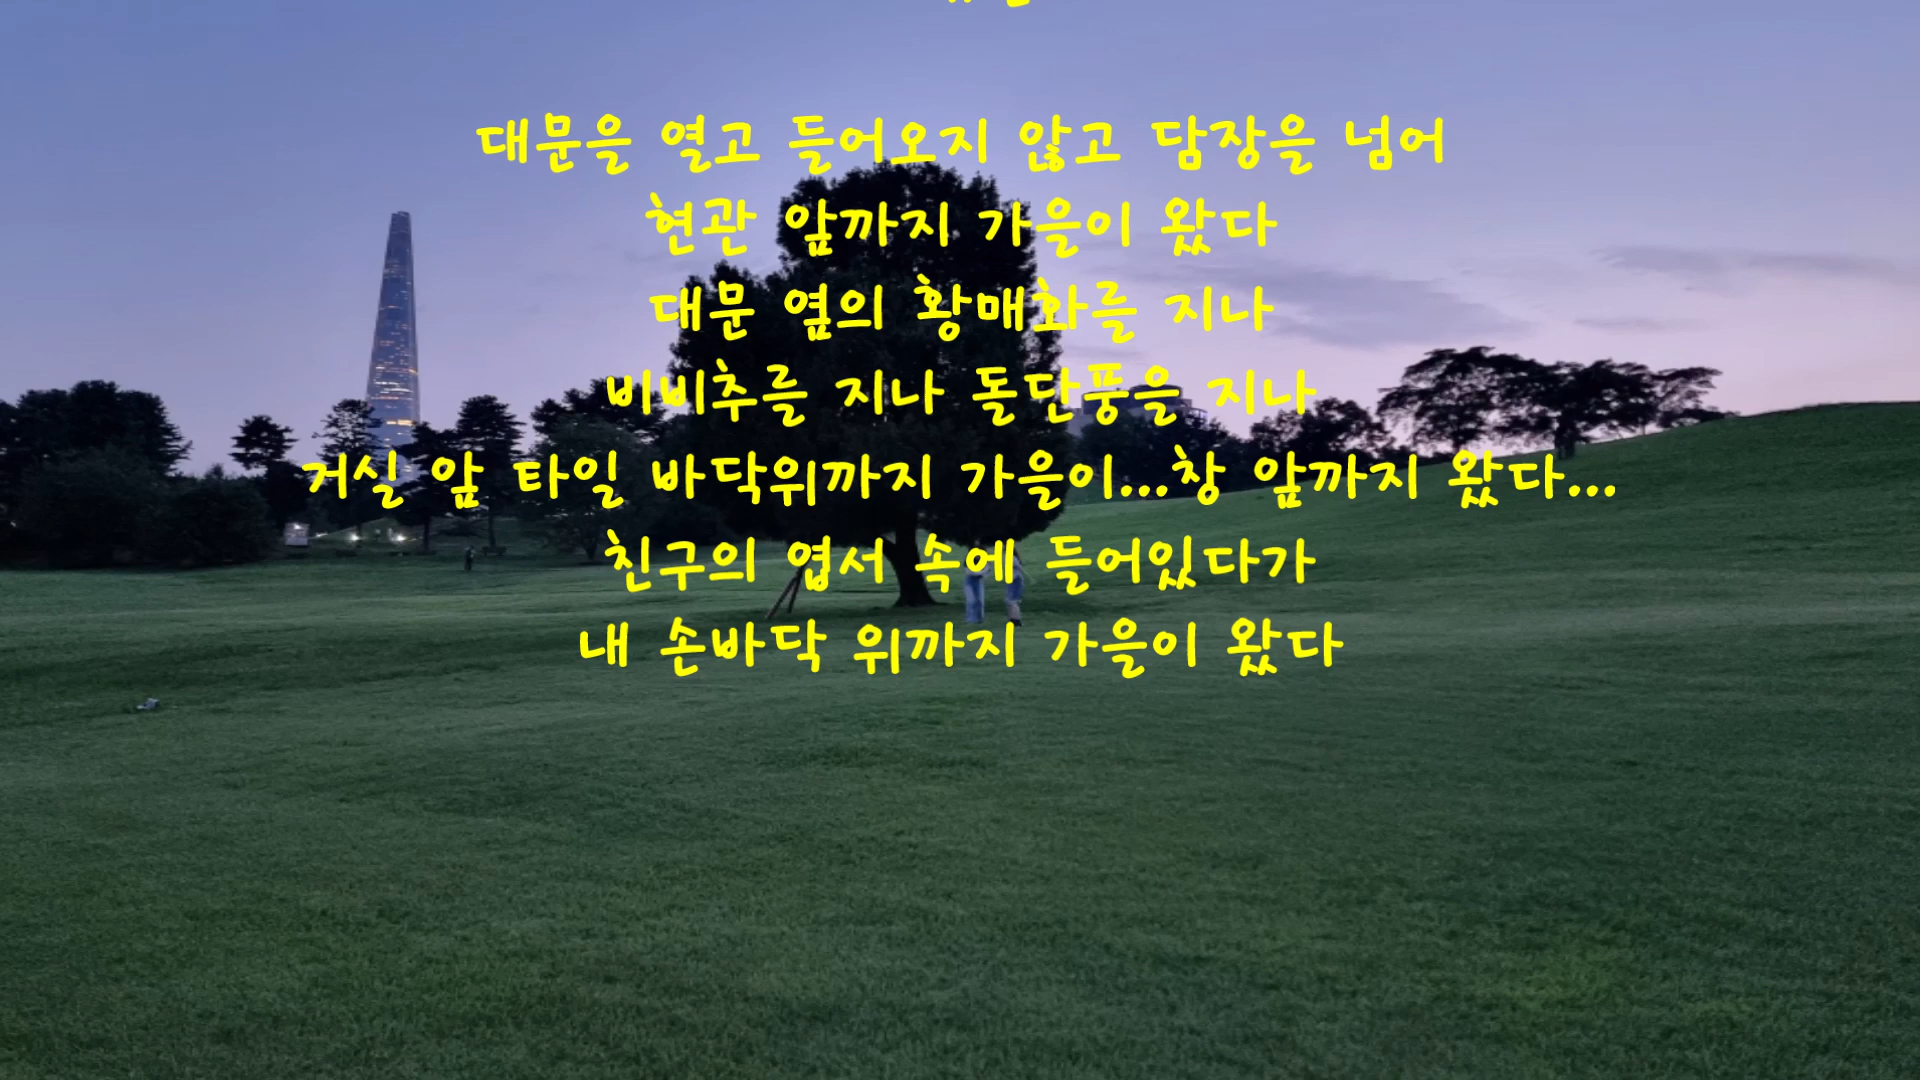 대문을 열고 들어오지 않고 담장을 넘어
현관 앞까지 가을이 왔다
대문 옆의 황매화를 지나
비비추를 지나 돌단풍을 지나
거실 앞 타일 바닥위까지 가을이...창 앞까지 왔다...
친구의 엽서 속에 들어있다가
내 손바닥 위까지 가을이 왔다